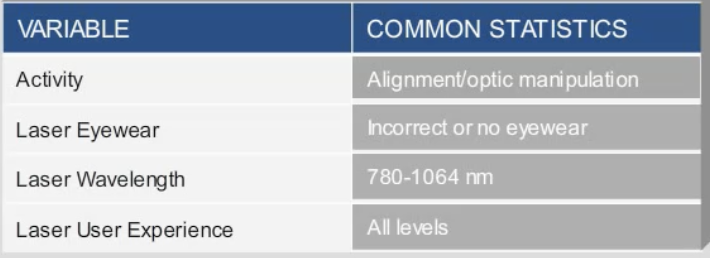 VARIABLE COMMON STATISTICS
Activity Alignment/optic manipulation
Laser Eyewear Incorrect or no eyewear
Laser Wavelength 780-1064 nm
Laser User Experience All levels